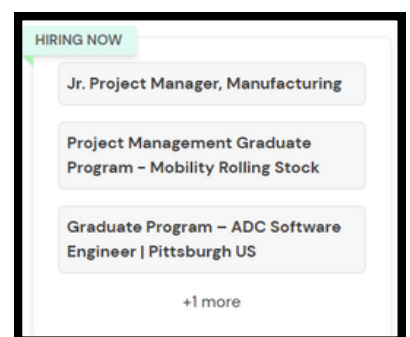 HIRING NOW
Jr. Project Manager, Manufacturing
Project Management Graduate
Program – Mobility Rolling Stock
Graduate Program – ADC Software
Engineer | Pittsburgh US
+1 more